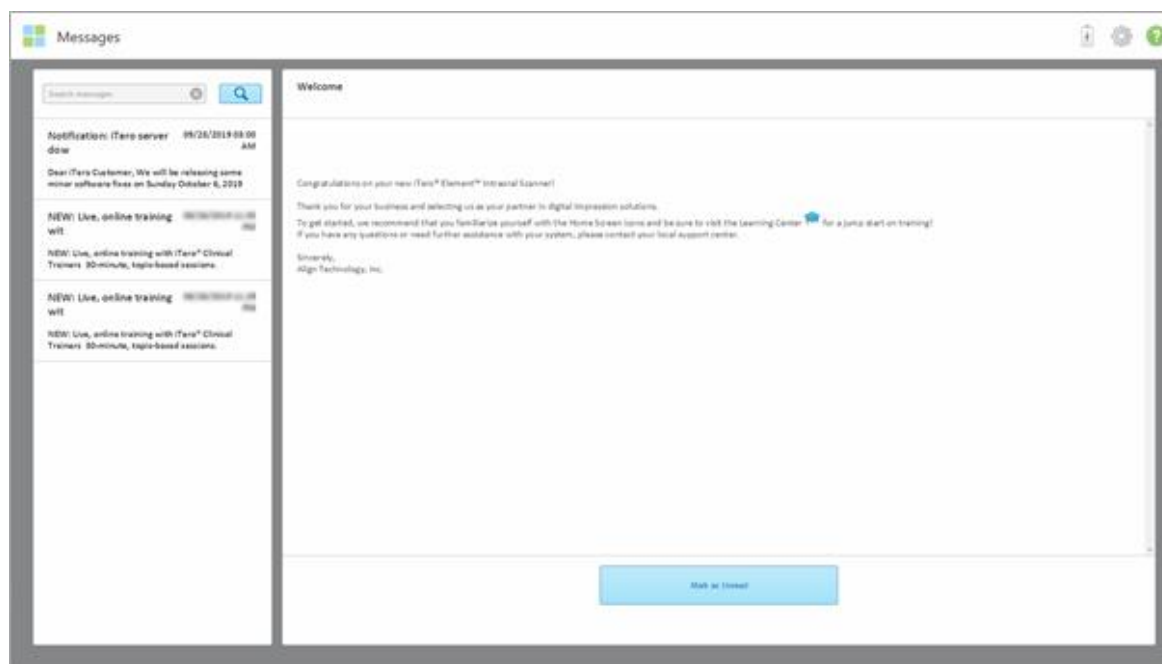 Messages
Search messages
Notification: iTero server 09/26/2019 03:00
dow AM
Dear iTero Customer, We will be releasing some
minor software fixes on Sunday October 6, 2019
NEW: Live, online training
wit
NEW: Live, online training with iTero® Clinical
Trainers 30-minute, topic-based sessions.
NEW: Live, online training
wit
NEW: Live, online training with iTero® Clinical
Trainers 30-minute, topic-based sessions.
Welcome
Congratulations on your new iTero® Element™ Intraoral Scanner!
Thank you for your business and selecting us as your partner in digital impression solutions.
To get started, we recommend that you familiarize yourself with the Home Screen icons and be sure to visit the Learning Center for a jump start on training!
If you have any questions or need further assistance with your system, please contact your local support center.
Sincerely,
Align Technology, Inc.
Mark as Unread